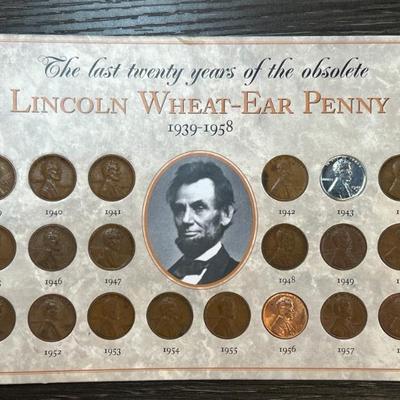 The last twenty years of the obsolete
LINCOLN WHEAT-EAR PENNY
1939-1958
1940 1941 1942 1943
1946 1947 1948 1949
1952 1953 1954 1955 1956 1957